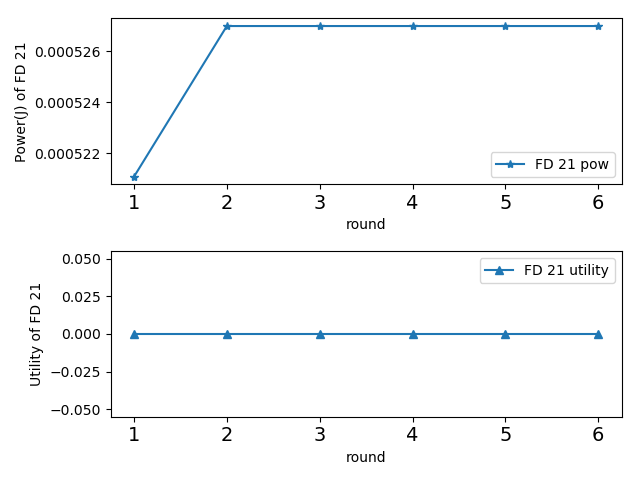 Power(J) of FD 21
0.000526
0.000524
0.000522
FD 21 pow
1 2 3 4 5 6
round
Utility of FD 21
0.050
0.025
0.000
−0.025
−0.050
FD 21 utility
1 2 3 4 5 6
round